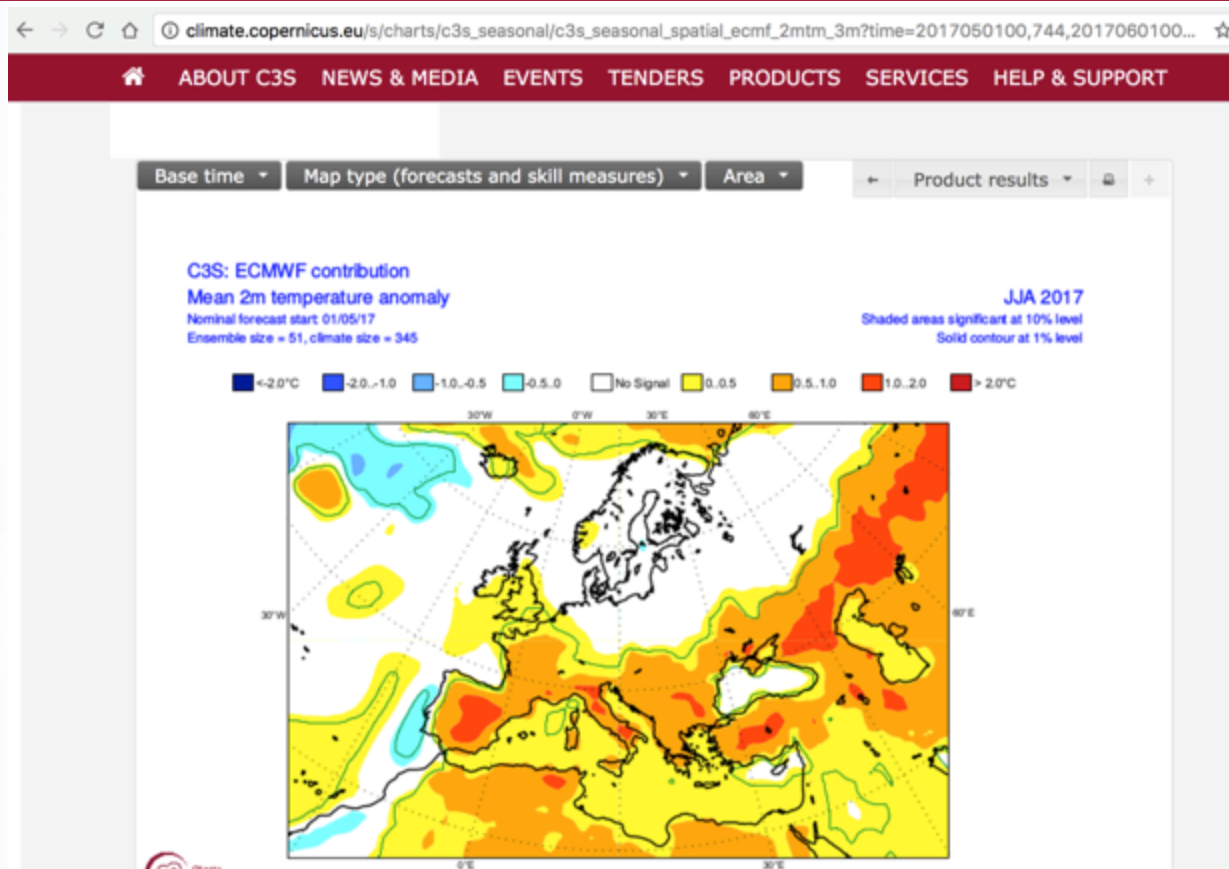 climate.copernicus.eu/s/charts/c3s_seasonal/c3s_seasonal_spatial_ecmf_2mtm_3m?time=2017050100,744,2017060100...
ABOUT C3S NEWS & MEDIA EVENTS TENDERS PRODUCTS SERVICES HELP & SUPPORT
Base time Map type (forecasts and skill measures) Area Product results
C3S: ECMWF contribution
Mean 2m temperature anomaly JJA 2017
Nominal forecast start 01/05/17 Shaded areas significant at 10% level
Ensemble size = 51, climate size = 345 Solid contour at 1% level
<-2.0°C -2.0..-1.0 -1.0..-0.5 -0.5..0 No Signal 0..0.5 0.5..1.0 1.0..2.0 > 2.0°C
30°W 0°W 30°E 60°E
30°W 60°E
0°E 30°E